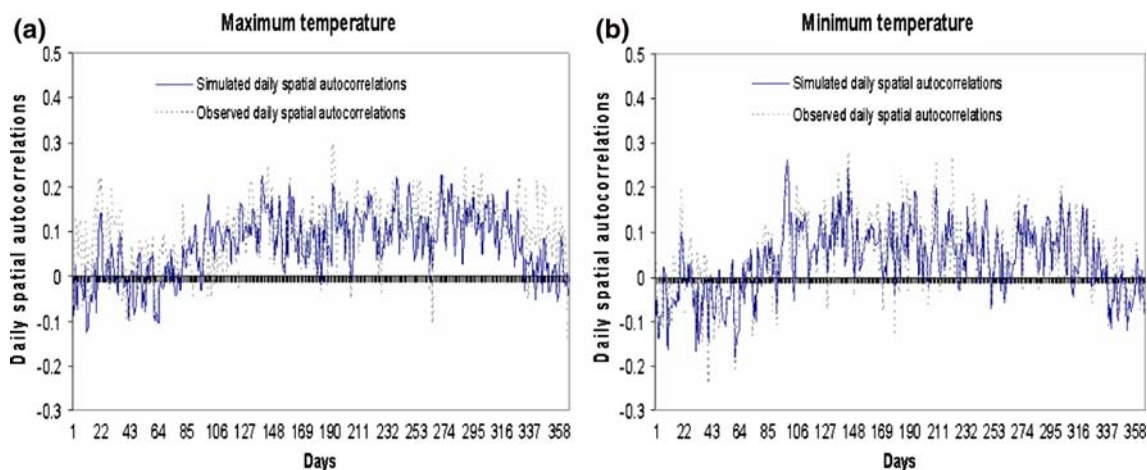 (a)
Maximum temperature
0.5
0.4
0.3
0.2
0.1
0
-0.1
-0.2
-0.3
Daily spatial autocorrelations
Simulated daily spatial autocorrelations
Observed daily spatial autocorrelations
1 22 43 64 85 106 127 148 169 190 211 232 253 274 295 316 337 358
Days
(b)
Minimum temperature
0.5
0.4
0.3
0.2
0.1
0
-0.1
-0.2
-0.3
Daily spatial autocorrelations
Simulated daily spatial autocorrelations
Observed daily spatial autocorrelations
1 22 43 64 85 106 127 148 169 190 211 232 253 274 295 316 337 358
Days